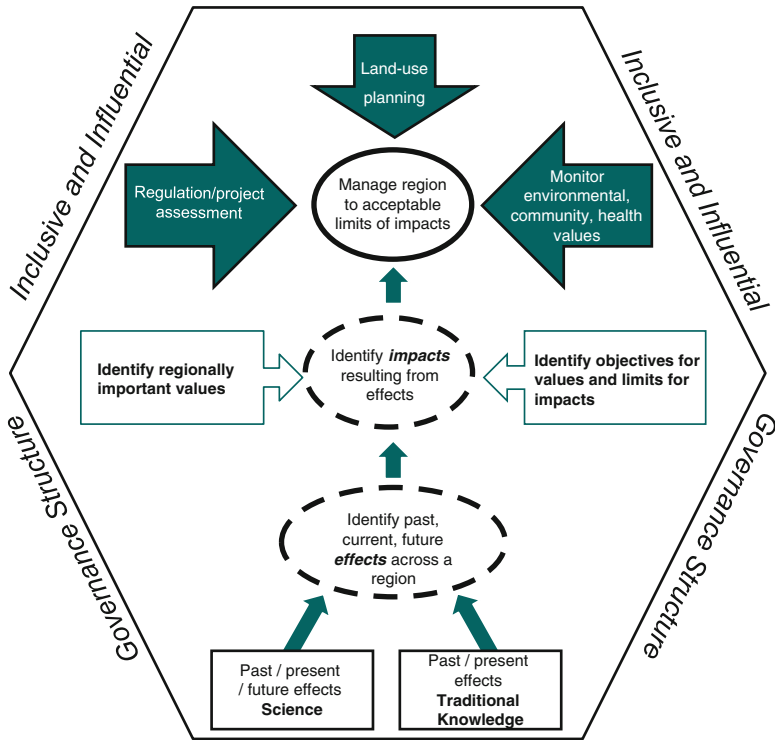 Inclusive and Influential
Inclusive and Influential
Land-use
planning
Regulation/project
assessment
Manage region
to acceptable
limits of impacts
Monitor
environmental,
community, health
values
Identify regionally
important values
Identify impacts
resulting from
effects
Identify objectives for
values and limits for
impacts
Governance Structure
Governance Structure
Identify past,
current, future
effects across a
region
Past / present
/ future effects
Science
Past / present
effects
Traditional
Knowledge